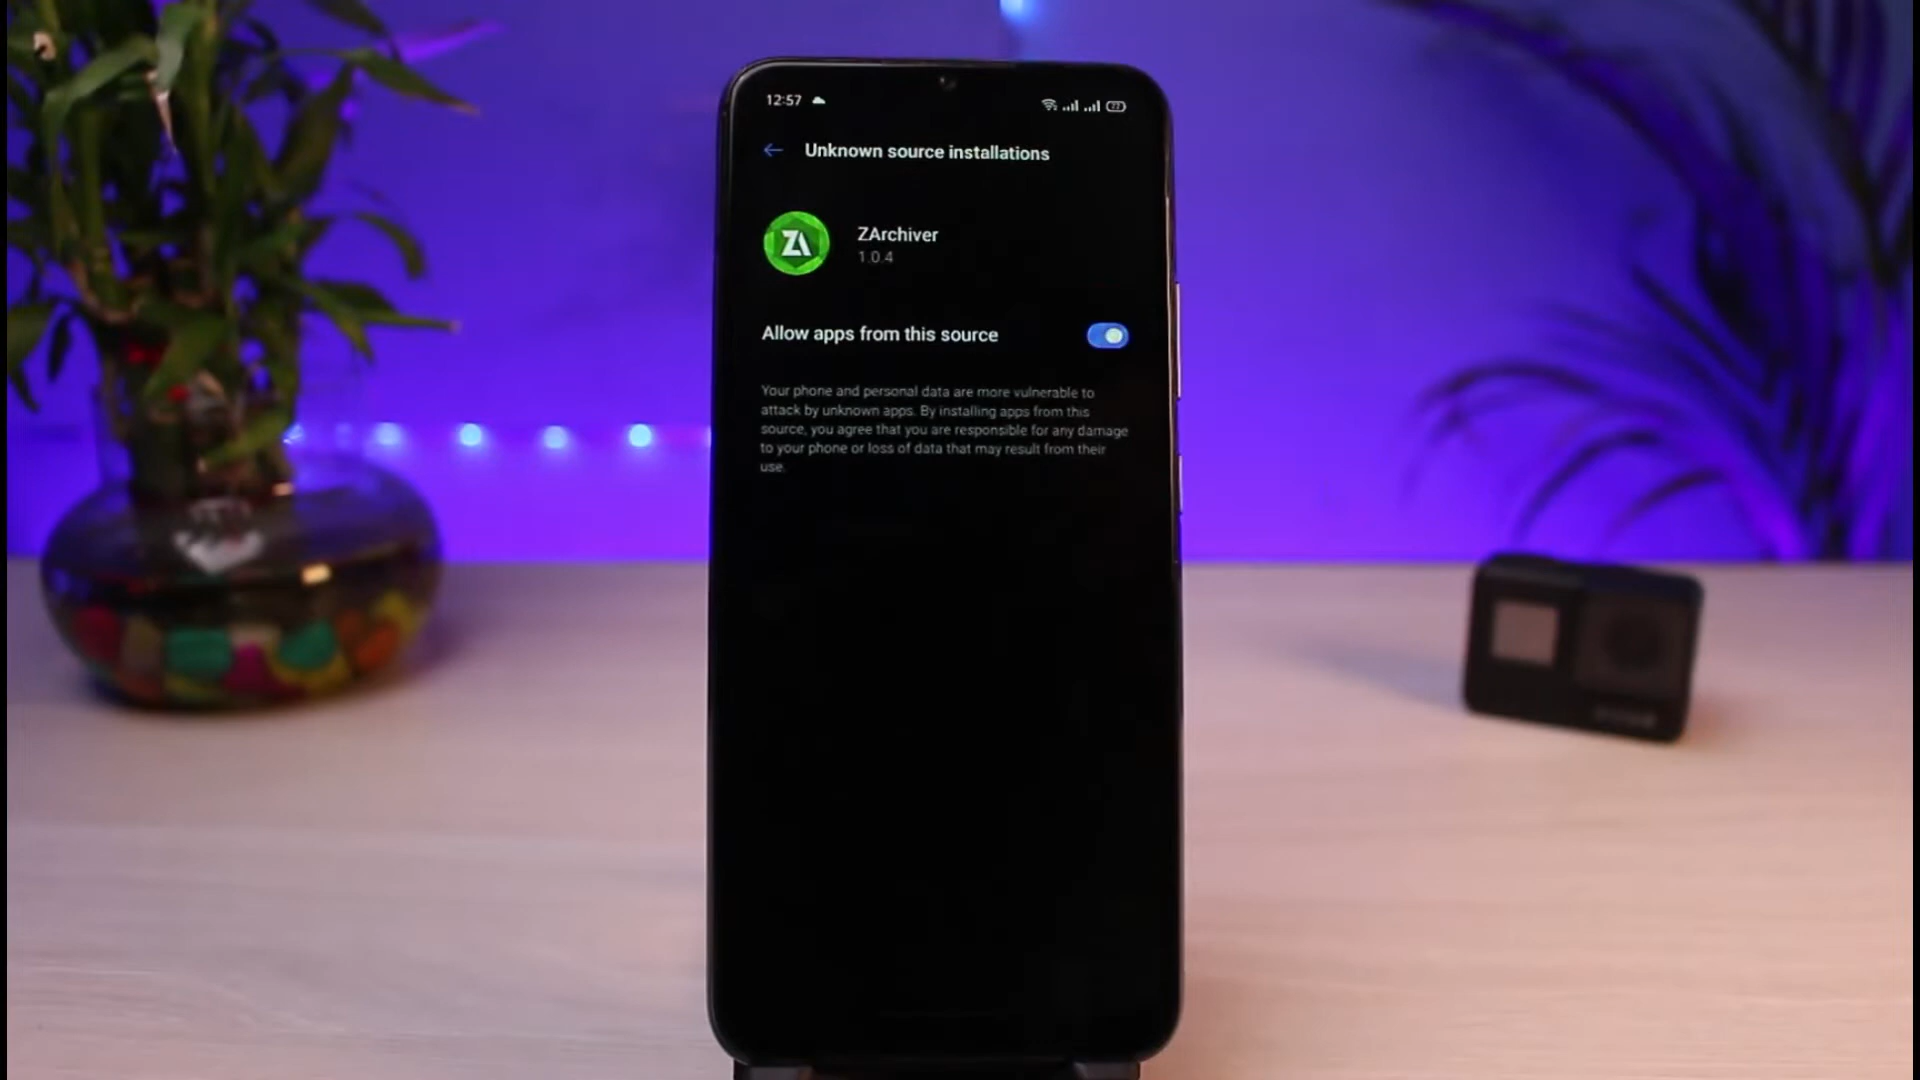 12:57
77
Unknown source installations
ZA
ZArchiver
1.0.4
Allow apps from this source
Your phone and personal data are more vulnerable to
attack by unknown apps. By installing apps from this
source, you agree that you are responsible for any damage
to your phone or loss of data that may result from their
use.